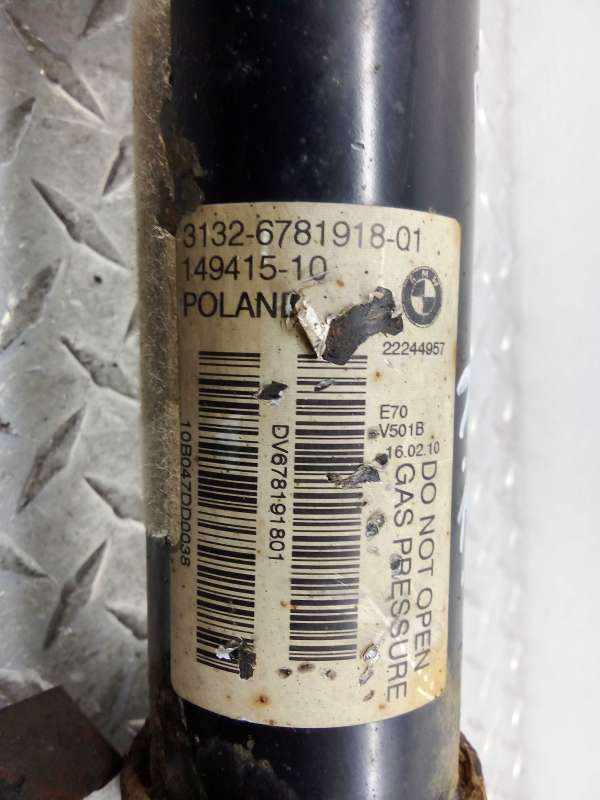 3132-6781918-01
149415-10
POLAND
BMW
22244957
E70
V501B
16.02.10
DO NOT OPEN
GAS PRESSURE
DV678191801
10B047DD0038